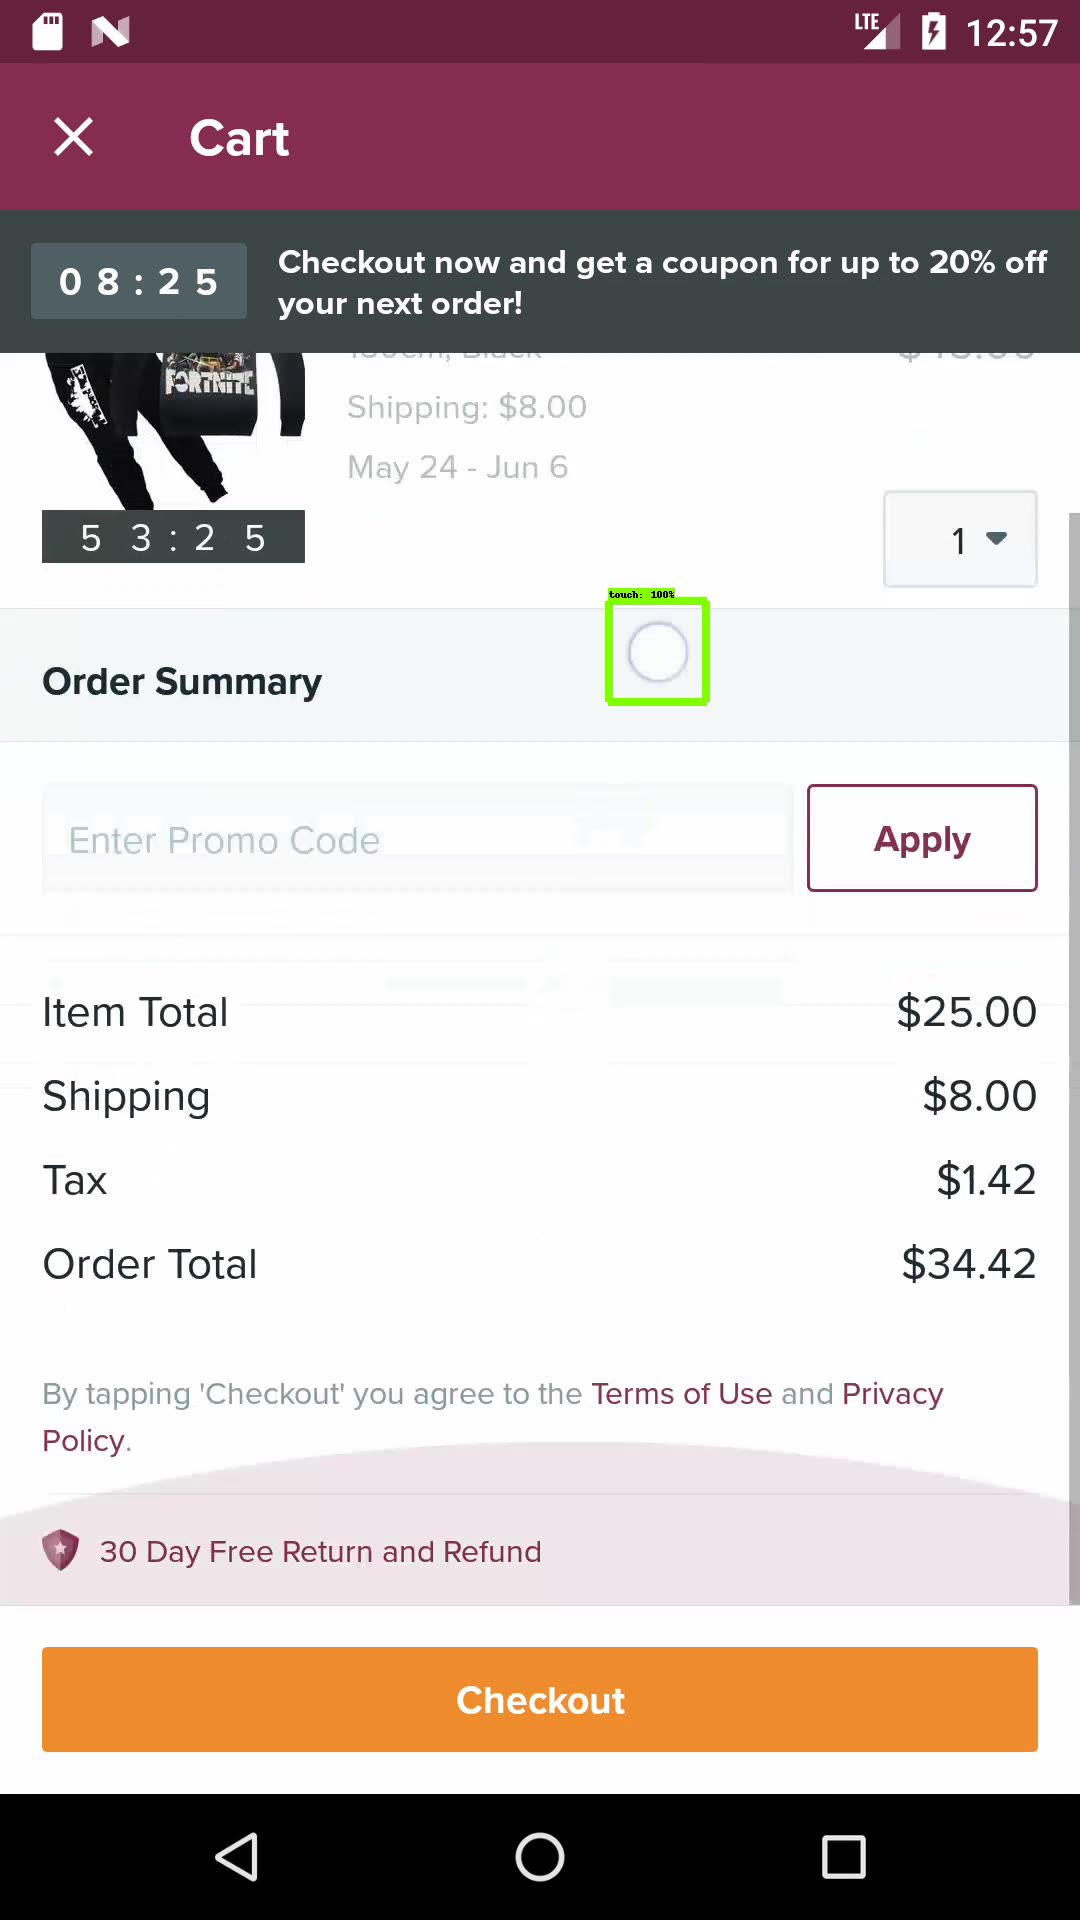 LTE 12:57
Cart
08:25
Checkout now and get a coupon for up to 20% off
your next order!
FORTNITE
Shipping: $8.00
May 24 - Jun 6
53:25
1
touch: 100%
Order Summary
Enter Promo Code
Apply
Item Total $25.00
Shipping $8.00
Tax $1.42
Order Total $34.42
By tapping 'Checkout' you agree to the Terms of Use and Privacy
Policy.
30 Day Free Return and Refund
Checkout